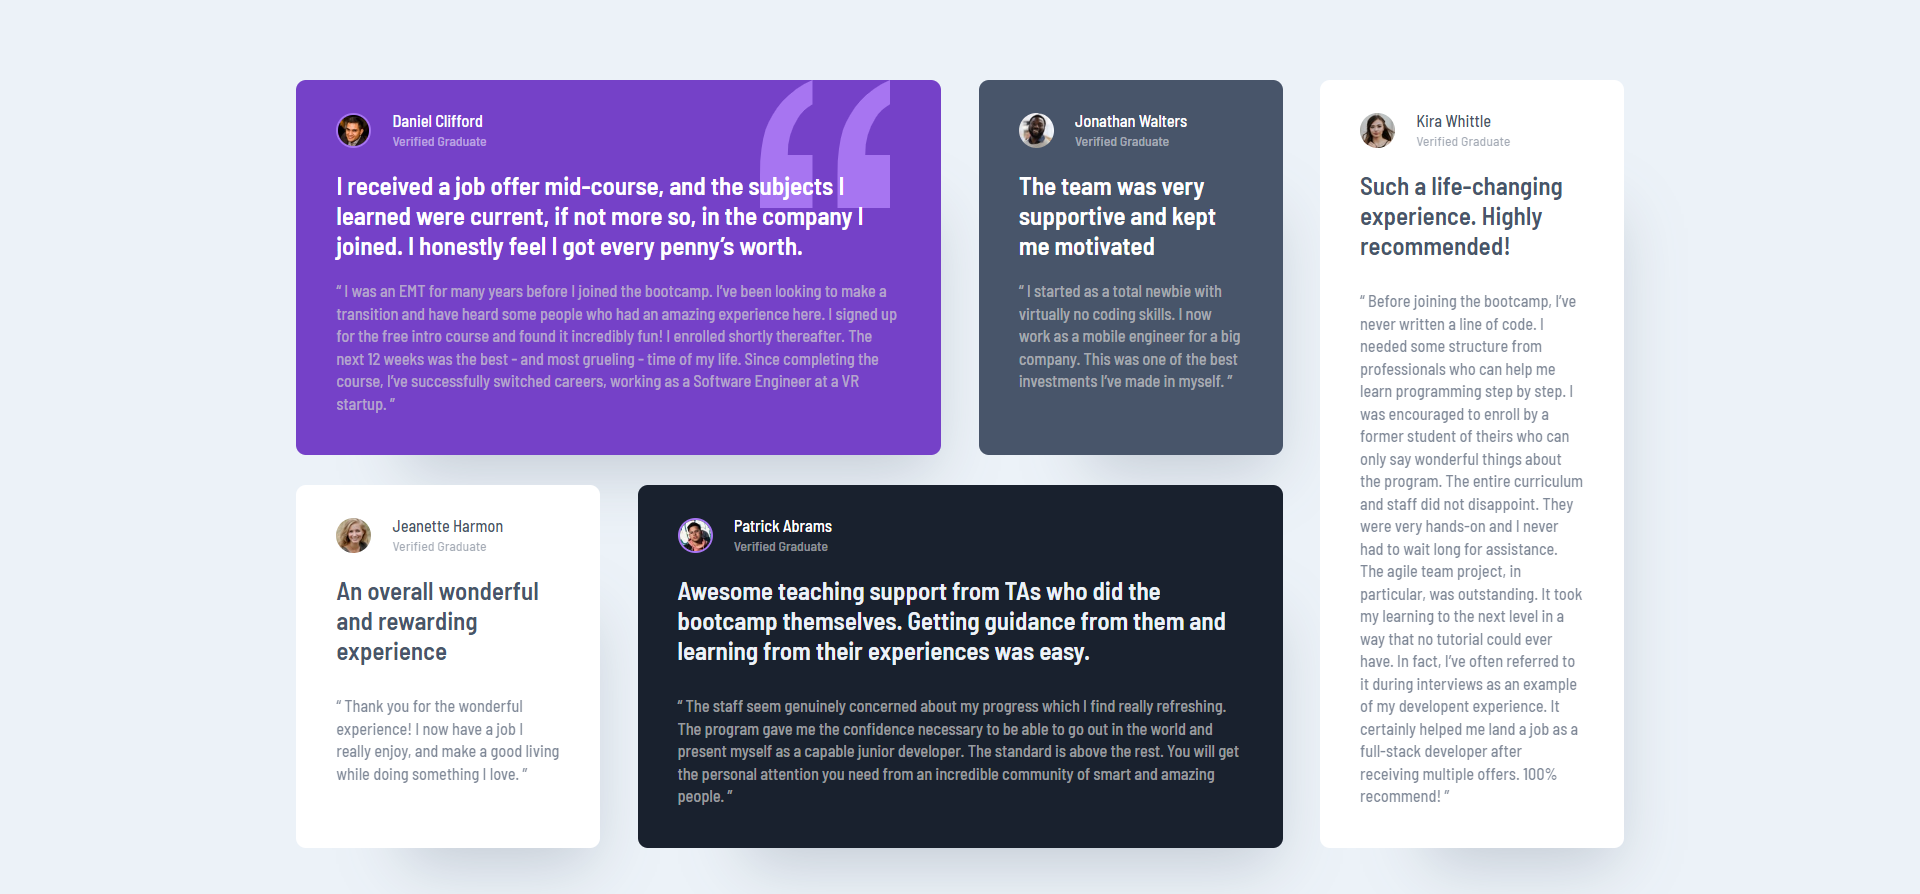 Daniel Clifford
Verified Graduate
I received a job offer mid-course, and the subjects I
learned were current, if not more so, in the company I
joined. I honestly feel I got every penny’s worth.
“ I was an EMT for many years before I joined the bootcamp. I’ve been looking to make a
transition and have heard some people who had an amazing experience here. I signed up
for the free intro course and found it incredibly fun! I enrolled shortly thereafter. The
next 12 weeks was the best - and most grueling - time of my life. Since completing the
course, I’ve successfully switched careers, working as a Software Engineer at a VR
startup. ”
Jonathan Walters
Verified Graduate
The team was very
supportive and kept
me motivated
“ I started as a total newbie with
virtually no coding skills. I now
work as a mobile engineer for a big
company. This was one of the best
investments I’ve made in myself. ”
Kira Whittle
Verified Graduate
Such a life-changing
experience. Highly
recommended!
“ Before joining the bootcamp, I’ve
never written a line of code. I
needed some structure from
professionals who can help me
learn programming step by step. I
was encouraged to enroll by a
former student of theirs who can
only say wonderful things about
the program. The entire curriculum
and staff did not disappoint. They
were very hands-on and I never
had to wait long for assistance.
The agile team project, in
particular, was outstanding. It took
my learning to the next level in a
way that no tutorial could ever
have. In fact, I’ve often referred to
it during interviews as an example
of my developent experience. It
certainly helped me land a job as a
full-stack developer after
receiving multiple offers. 100%
recommend! ”
Jeanette Harmon
Verified Graduate
An overall wonderful
and rewarding
experience
“ Thank you for the wonderful
experience! I now have a job I
really enjoy, and make a good living
while doing something I love. ”
Patrick Abrams
Verified Graduate
Awesome teaching support from TAs who did the
bootcamp themselves. Getting guidance from them and
learning from their experiences was easy.
“ The staff seem genuinely concerned about my progress which I find really refreshing.
The program gave me the confidence necessary to be able to go out in the world and
present myself as a capable junior developer. The standard is above the rest. You will get
the personal attention you need from an incredible community of smart and amazing
people. ”